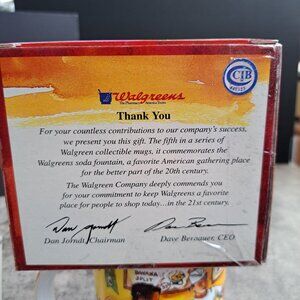 CJB
Walgreens
The Pharmacy America Trusts
Thank You
For your countless contributions to our company's success,
we present you this gift. The fifth in a series of
Walgreen collectible mugs, it commemorates the
Walgreens soda fountain, a favorite American gathering place
for the better part of the 20th century.
The Walgreen Company deeply commends you
for your commitment to keep Walgreens a favorite
place for people to shop today...in the 21st century.
Dan Jorndt, Chairman
Dave Bernauer, CEO
BANANA
SPLIT